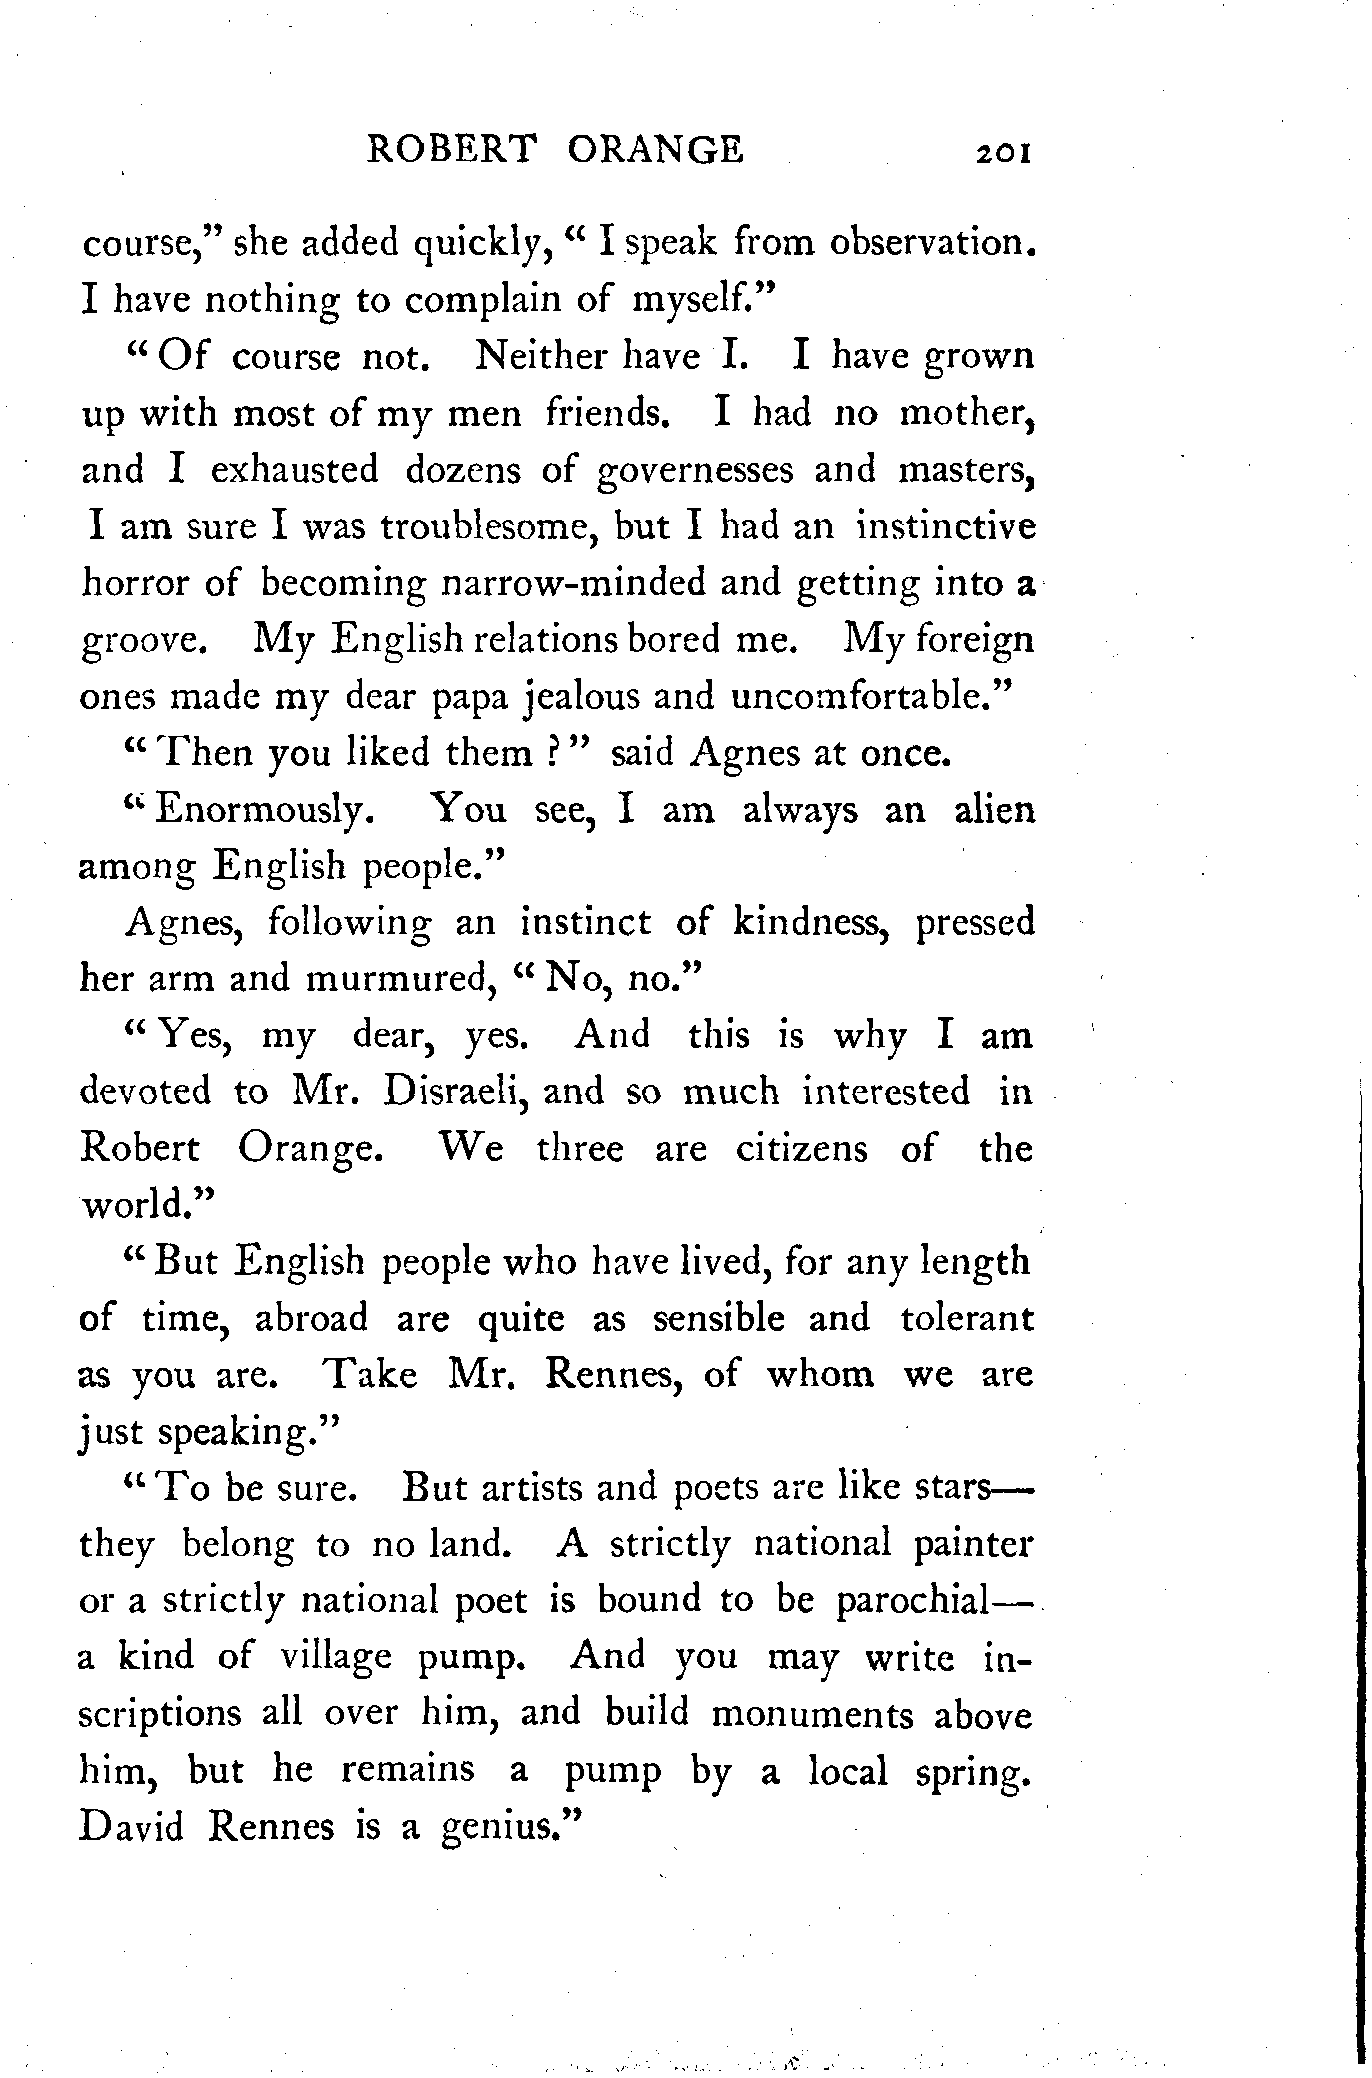 ROBERT ORANGE 201
course," she added quickly, " I speak from observation.
I have nothing to complain of myself."
" Of course not. Neither have I. I have grown
up with most of my men friends. I had no mother,
and I exhausted dozens of governesses and masters,
I am sure I was troublesome, but I had an instinctive
horror of becoming narrow-minded and getting into a
groove. My English relations bored me. My foreign
ones made my dear papa jealous and uncomfortable."
" Then you liked them ? " said Agnes at once.
" Enormously. You see, I am always an alien
among English people."
Agnes, following an instinct of kindness, pressed
her arm and murmured, " No, no."
" Yes, my dear, yes. And this is why I am
devoted to Mr. Disraeli, and so much interested in
Robert Orange. We three are citizens of the
world."
" But English people who have lived, for any length
of time, abroad are quite as sensible and tolerant
as you are. Take Mr. Rennes, of whom we are
just speaking."
" To be sure. But artists and poets are like stars—
they belong to no land. A strictly national painter
or a strictly national poet is bound to be parochial—
a kind of village pump. And you may write in-
scriptions all over him, and build monuments above
him, but he remains a pump by a local spring.
David Rennes is a genius."